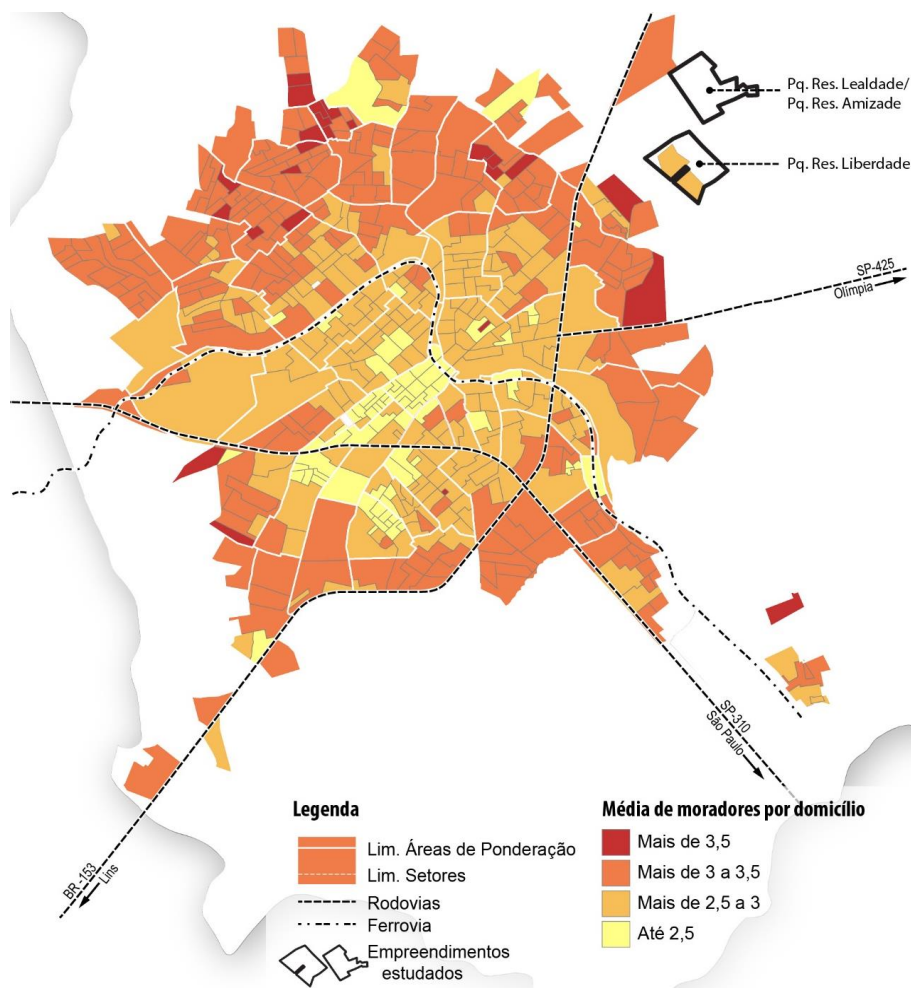 Pq. Res. Lealdade/
Pq. Res. Amizade
Pq. Res. Liberdade
SP-425
Olímpia
SP-310
São Paulo
BR-153
Lins
Legenda
Lim. Áreas de Ponderação
Lim. Setores
Rodovias
Ferrovia
Empreendimentos
estudados
Média de moradores por domicílio
Mais de 3,5
Mais de 3 a 3,5
Mais de 2,5 a 3
Até 2,5